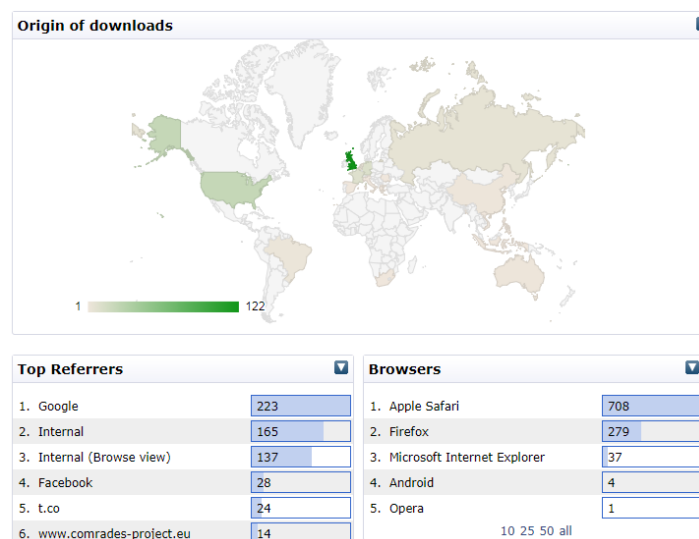 Origin of downloads
1 122
Top Referrers
1. Google 223
2. Internal 165
3. Internal (Browse view) 137
4. Facebook 28
5. t.co 24
6. www.comrades-project.eu 14
Browsers
1. Apple Safari 708
2. Firefox 279
3. Microsoft Internet Explorer 37
4. Android 4
5. Opera 1
10 25 50 all